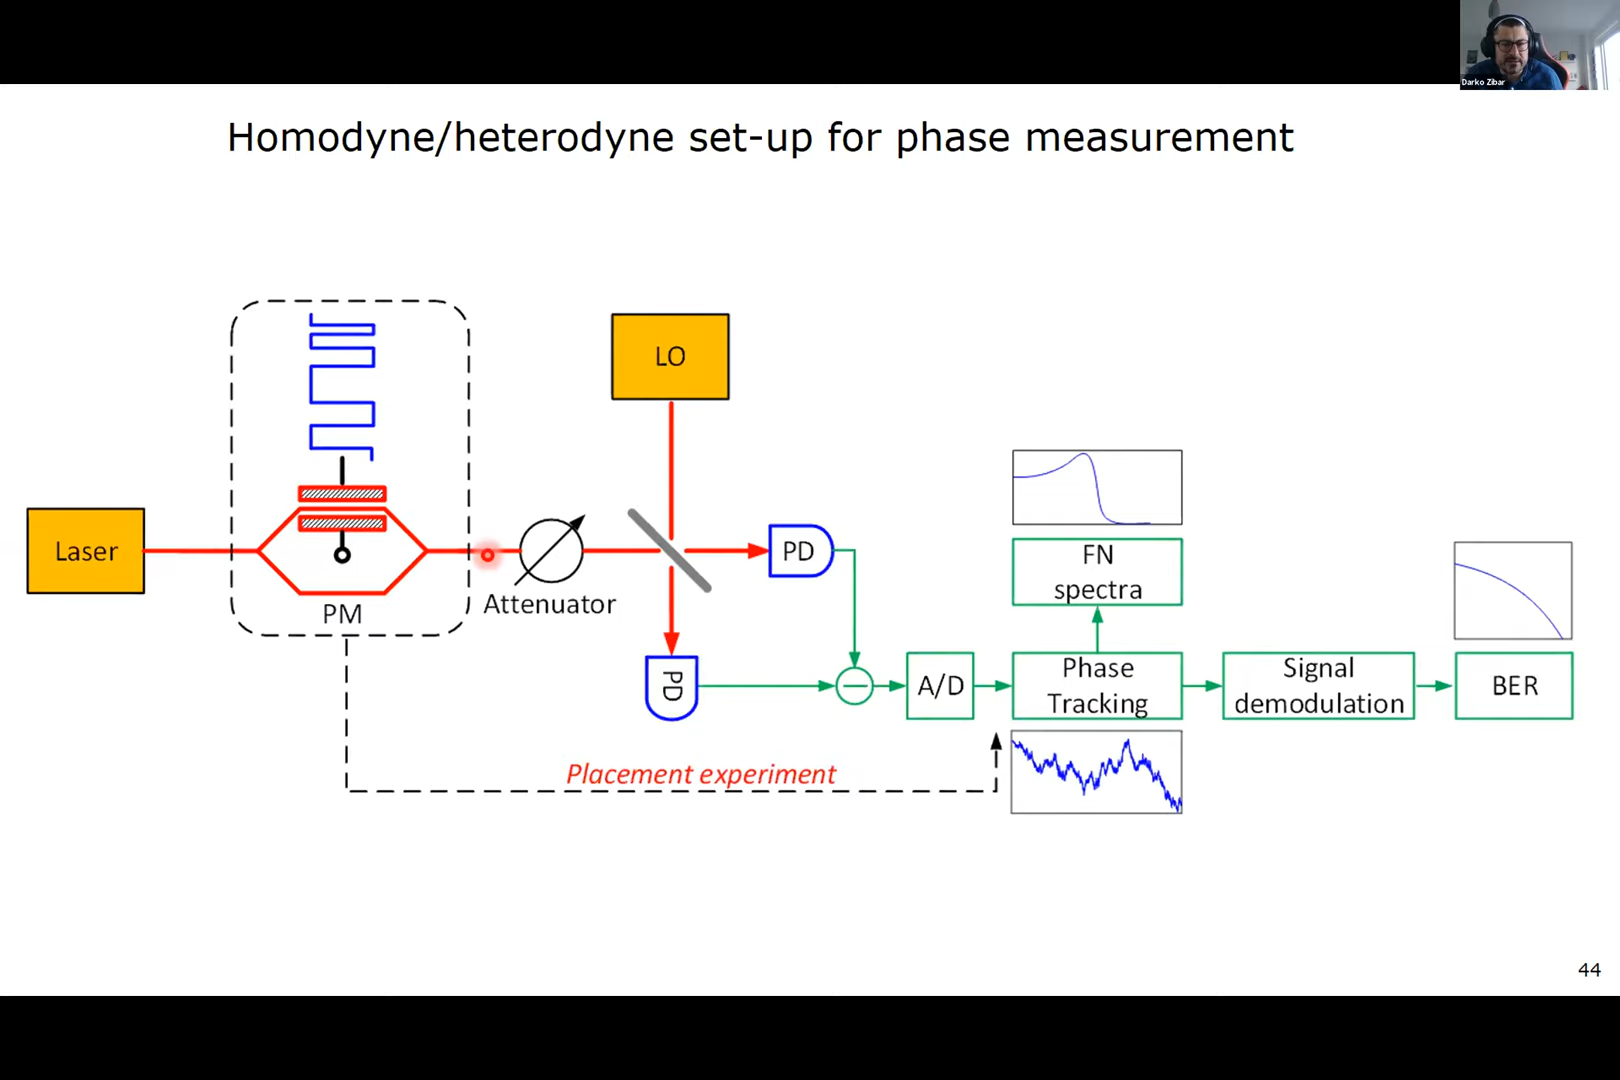 Darko Zibar
Homodyne/heterodyne set-up for phase measurement
LO
Laser
PM
Attenuator
PD
PD
A/D
FN
spectra
Phase
Tracking
Signal
demodulation
BER
Placement experiment
44